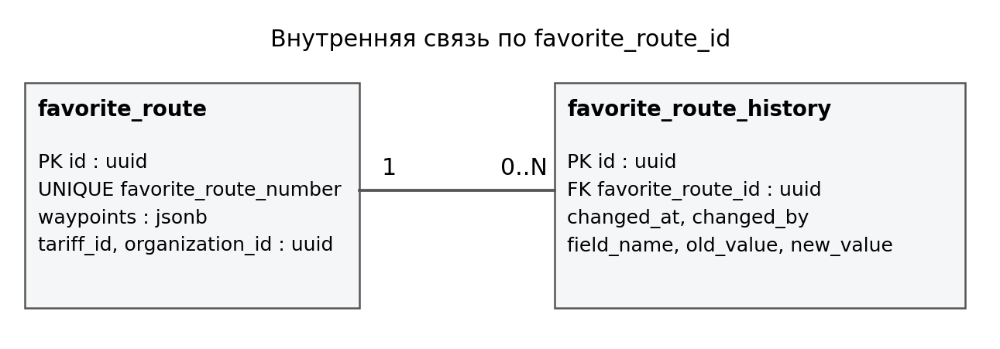 Внутренняя связь по favorite_route_id
favorite_route
PK id : uuid
UNIQUE favorite_route_number
waypoints : jsonb
tariff_id, organization_id : uuid
1
0..N
favorite_route_history
PK id : uuid
FK favorite_route_id : uuid
changed_at, changed_by
field_name, old_value, new_value